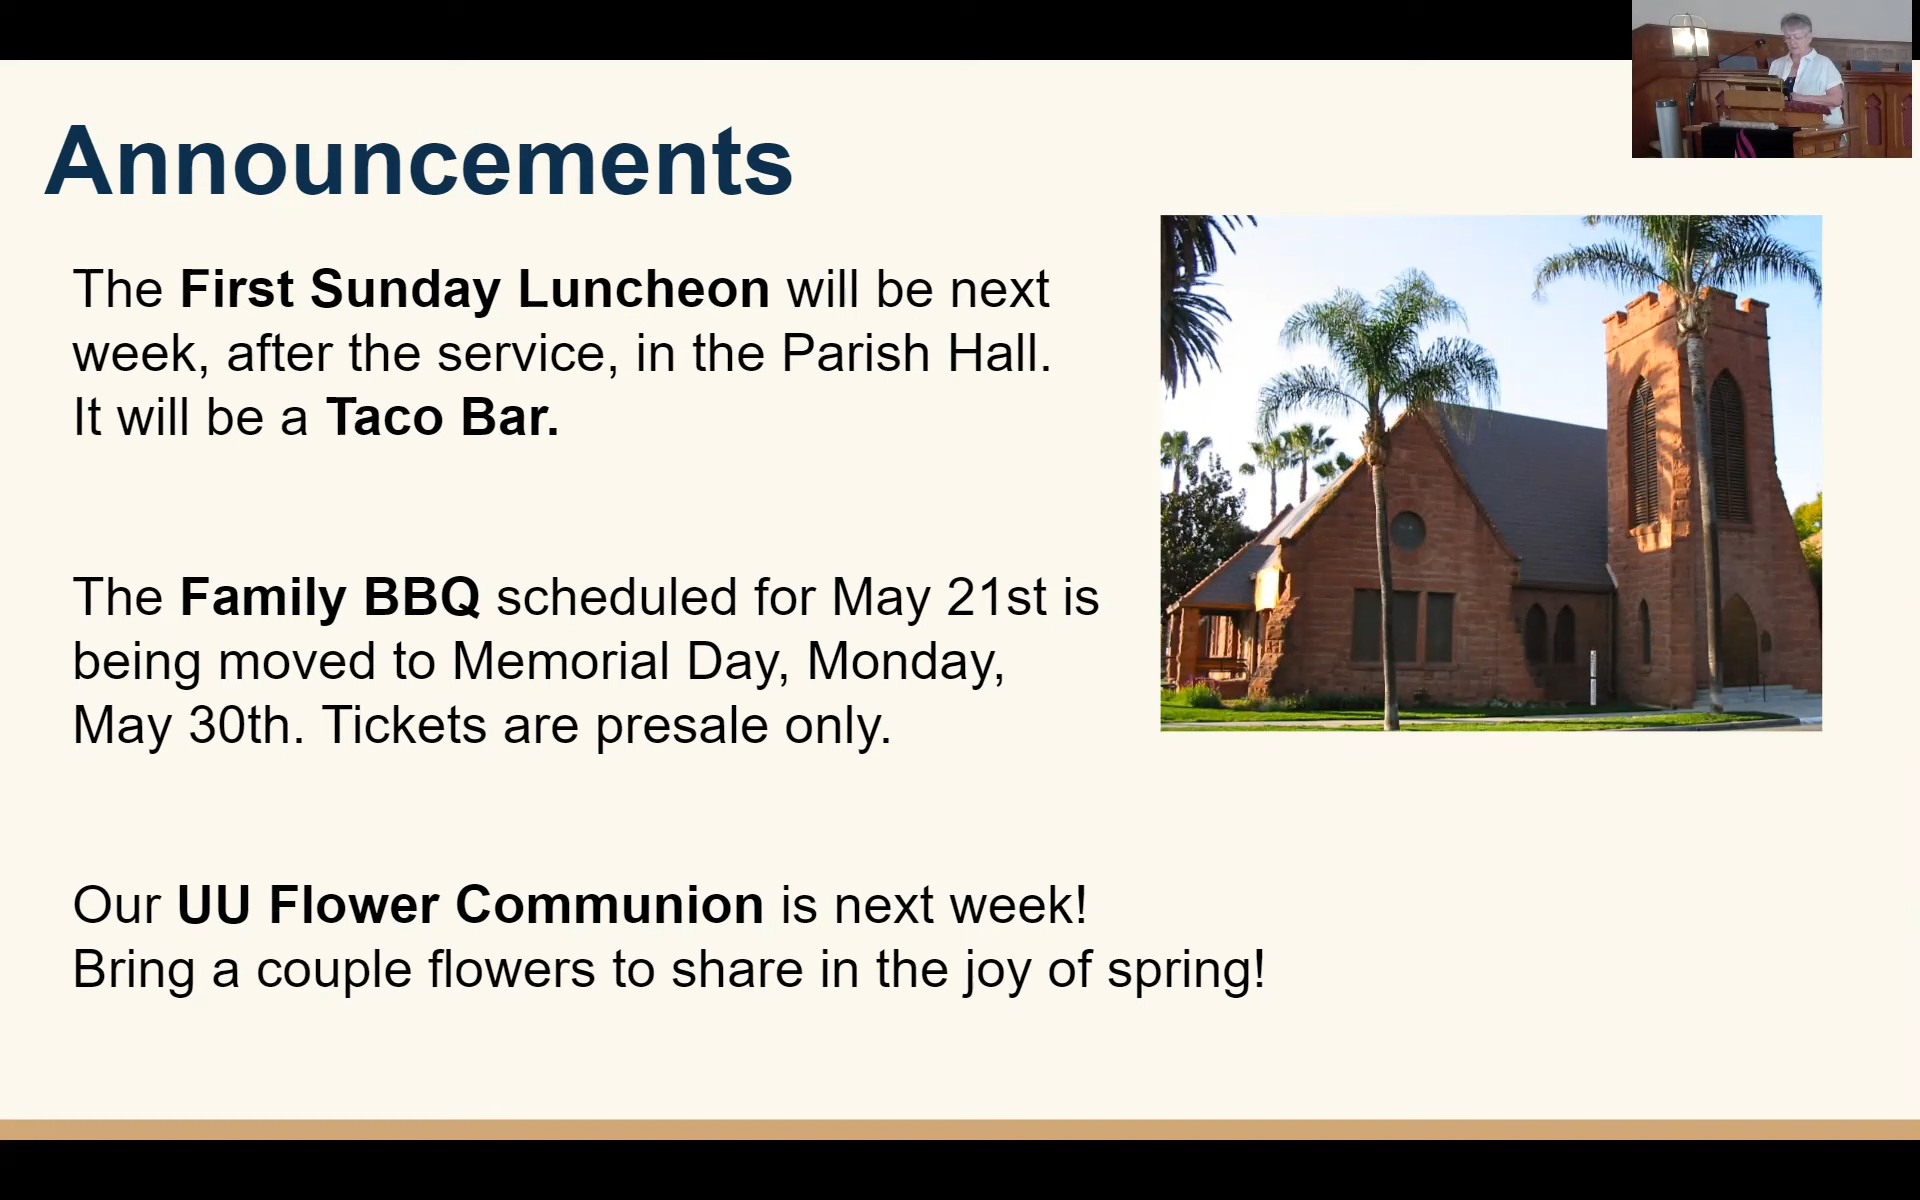 Announcements
The First Sunday Luncheon will be next
week, after the service, in the Parish Hall.
It will be a Taco Bar.
The Family BBQ scheduled for May 21st is
being moved to Memorial Day, Monday,
May 30th. Tickets are presale only.
Our UU Flower Communion is next week!
Bring a couple flowers to share in the joy of spring!